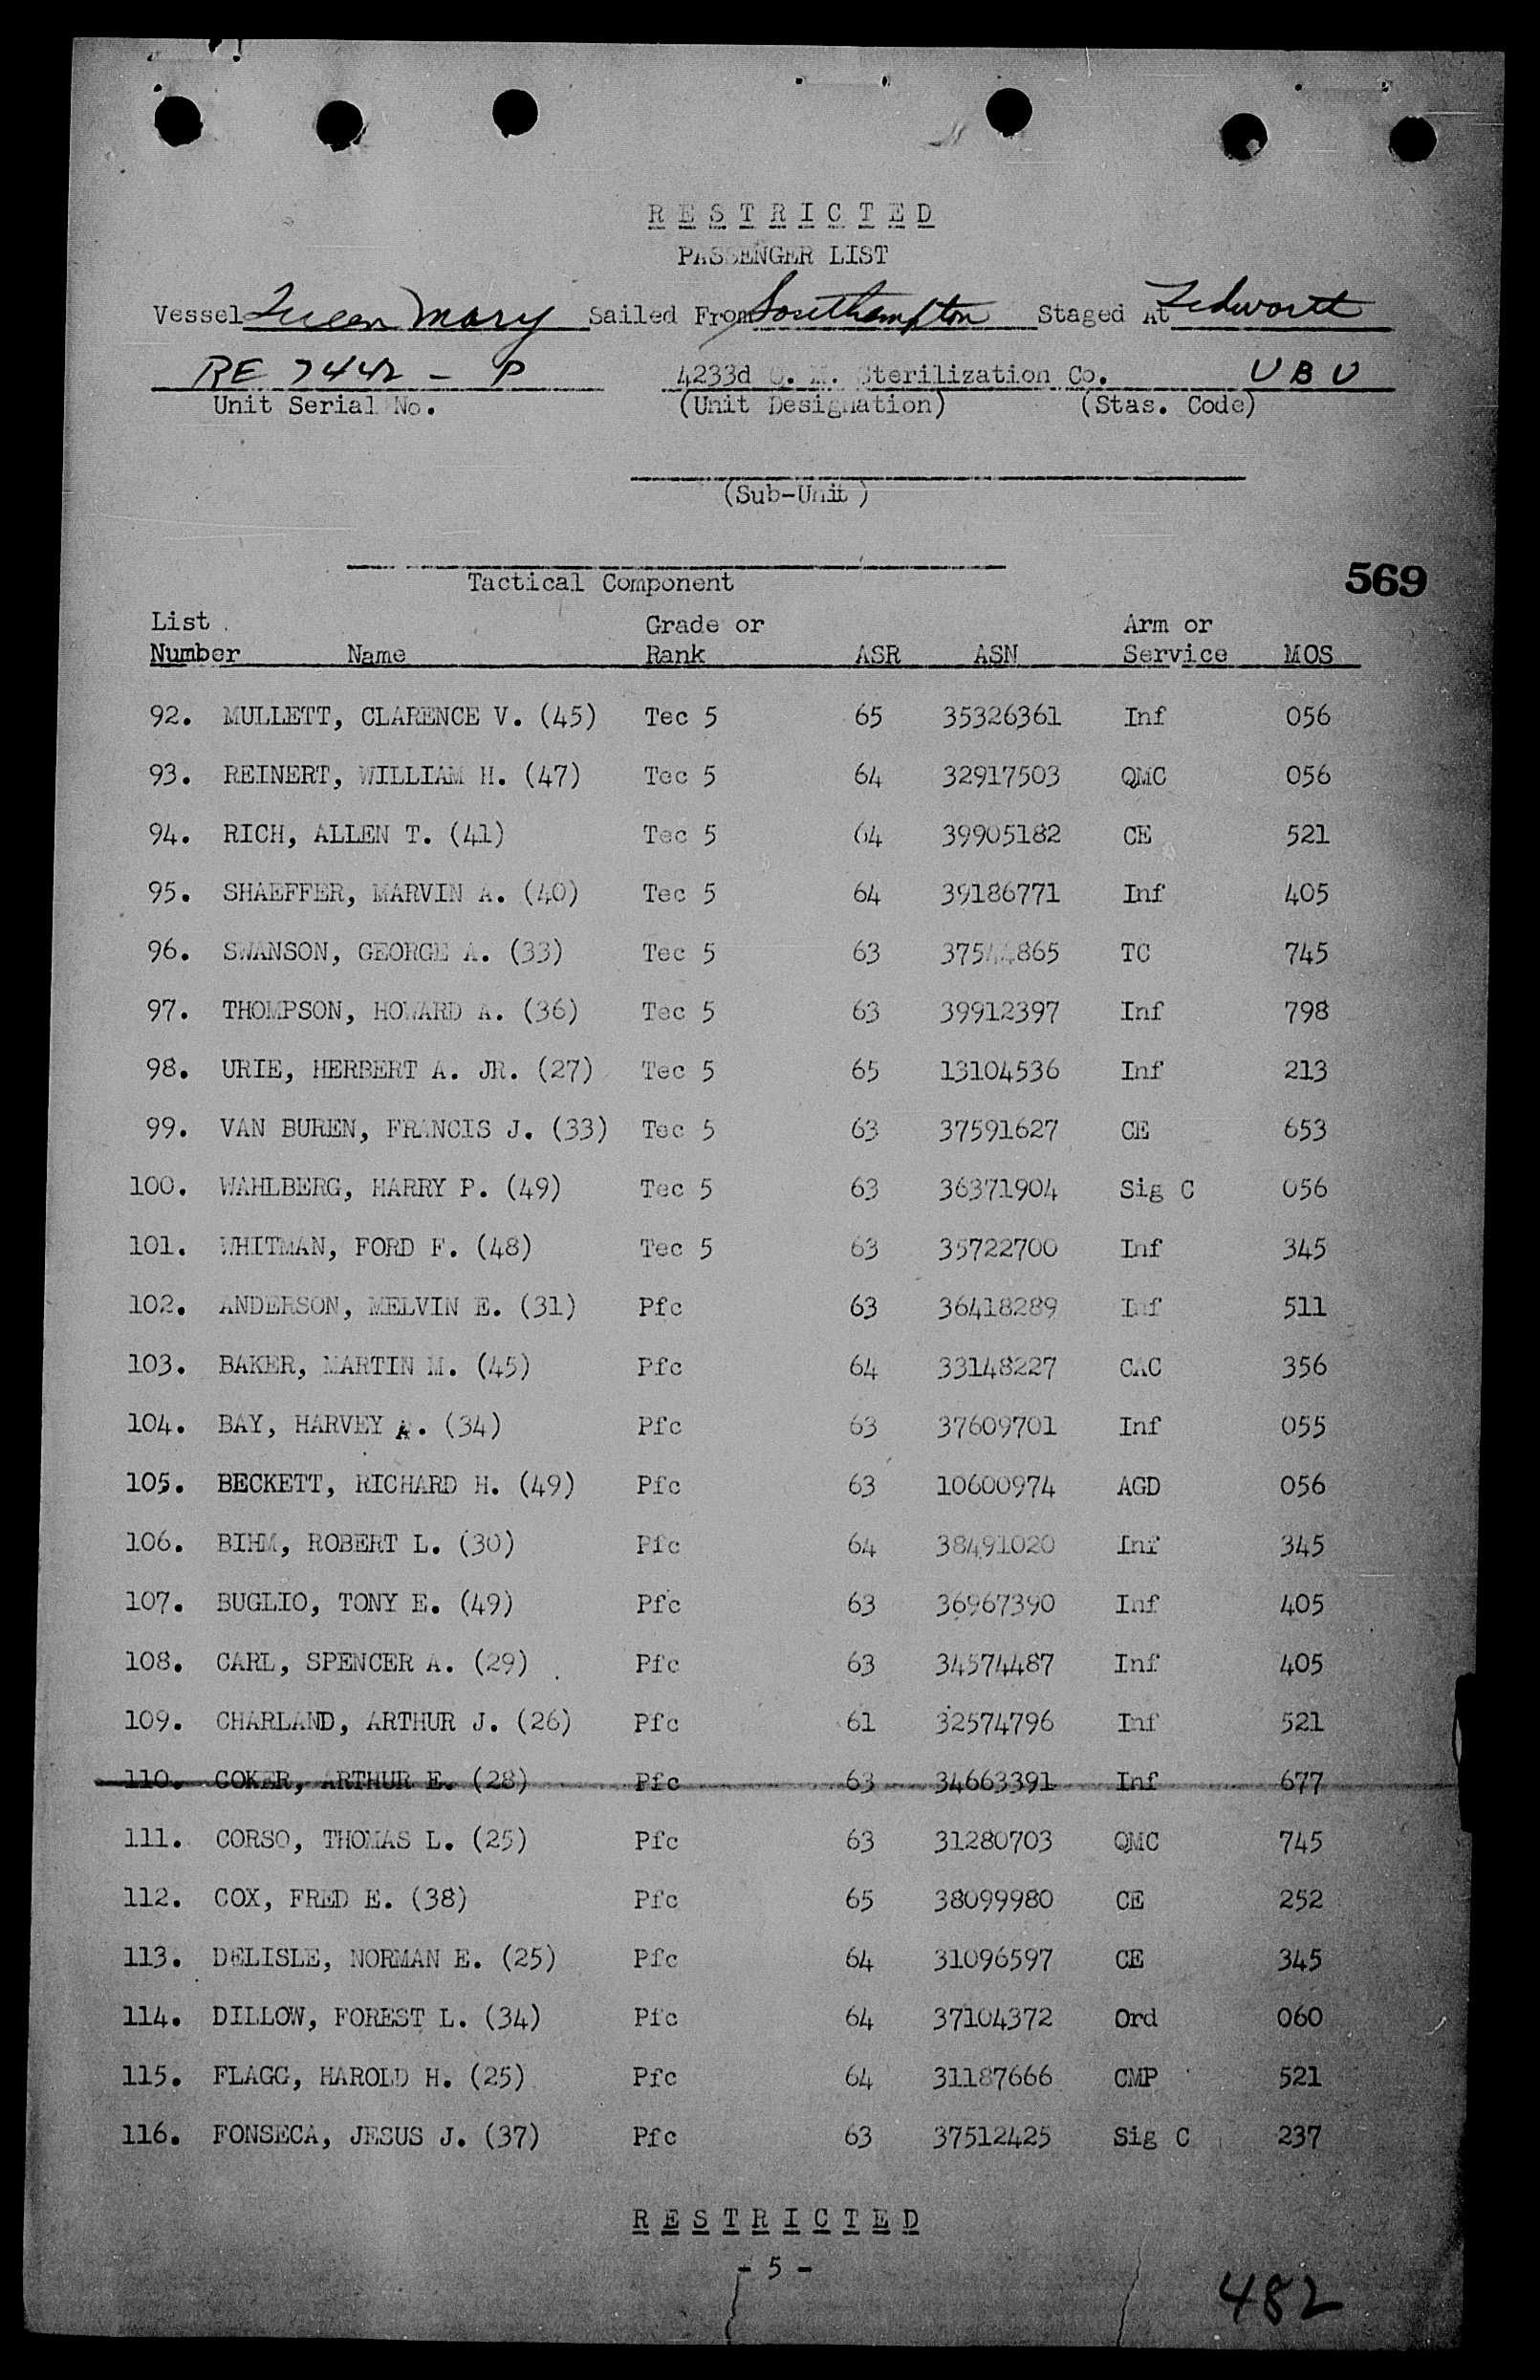 RESTRICTED
PASSENGER LIST
Vessel Queen Mary Sailed From Southampton Staged At Tidworth
RE 7442 - P 4233d Q. M. Sterilization Co. UBU
Unit Serial No. (Unit Designation) (Stas. Code)
(Sub-Unit)
Tactical Component 569
List Grade or Arm or
Number Name Rank ASR ASN Service MOS
92. MULLETT, CLARENCE V. (45) Tec 5 65 35326361 Inf 056
93. REINERT, WILLIAM H. (47) Tec 5 64 32917503 QMC 056
94. RICH, ALLEN T. (41) Tec 5 64 39905182 CE 521
95. SHAEFFER, MARVIN A. (40) Tec 5 64 39186771 Inf 405
96. SWANSON, GEORGE A. (33) Tec 5 63 37544865 TC 745
97. THOMPSON, HOWARD A. (36) Tec 5 63 39912397 Inf 798
98. URIE, HERBERT A. JR. (27) Tec 5 65 13104536 Inf 213
99. VAN BUREN, FRANCIS J. (33) Tec 5 63 37591627 CE 653
100. WAHLBERG, HARRY P. (49) Tec 5 63 36371904 Sig C 056
101. WHITMAN, FORD F. (48) Tec 5 63 35722700 Inf 345
102. ANDERSON, MELVIN E. (31) Pfc 63 36418289 Inf 511
103. BAKER, MARTIN M. (45) Pfc 64 33148227 CAC 356
104. BAY, HARVEY A. (34) Pfc 63 37609701 Inf 055
105. BECKETT, RICHARD H. (49) Pfc 63 10600974 AGD 056
106. BIHM, ROBERT L. (30) Pfc 64 38491020 Inf 345
107. BUGLIO, TONY E. (49) Pfc 63 36967390 Inf 405
108. CARL, SPENCER A. (29) Pfc 63 34574487 Inf 405
109. CHARLAND, ARTHUR J. (26) Pfc 61 32574796 Inf 521
110. COKER, ARTHUR E. (28) Pfc 63 34663391 Inf 677
111. CORSO, THOMAS L. (25) Pfc 63 31280703 QMC 745
112. COX, FRED E. (38) Pfc 65 38099980 CE 252
113. DELISLE, NORMAN E. (25) Pfc 64 31096597 CE 345
114. DILLOW, FOREST L. (34) Pfc 64 37104372 Ord 060
115. FLAGG, HAROLD H. (25) Pfc 64 31187666 CMP 521
116. FONSECA, JESUS J. (37) Pfc 63 37512425 Sig C 237
RESTRICTED
- 5 -
482